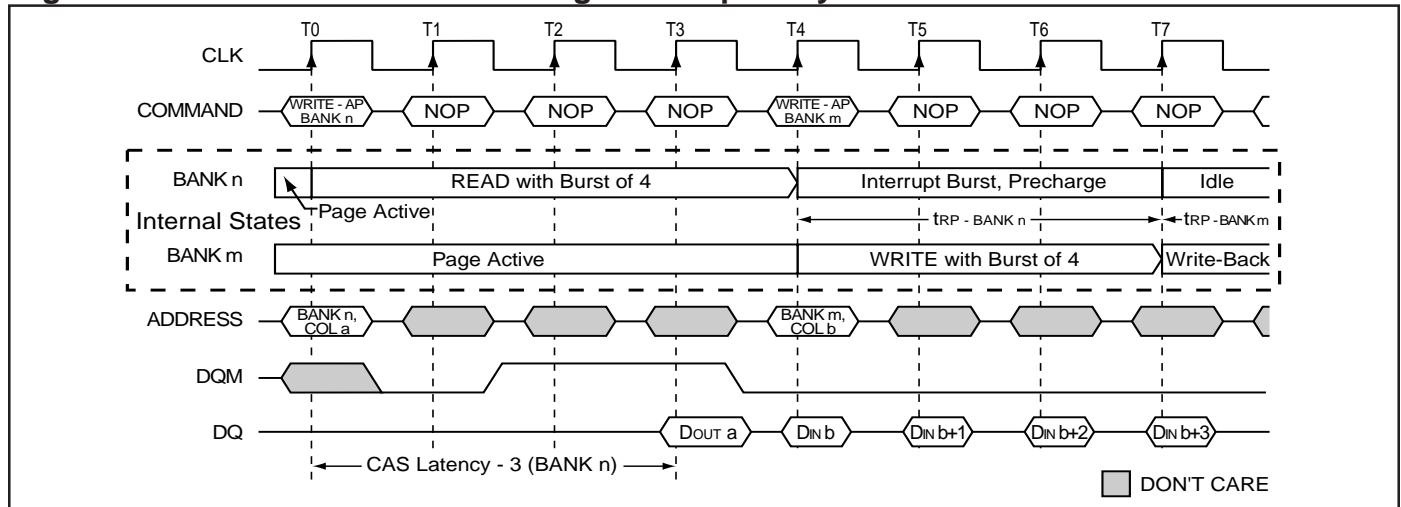 T0 T1 T2 T3 T4 T5 T6 T7
CLK
COMMAND WRITE - AP BANK n NOP NOP NOP WRITE - AP BANK m NOP NOP NOP
BANK n READ with Burst of 4 Interrupt Burst, Precharge Idle
Internal States Page Active tRP - BANK n tRP - BANK m
BANK m Page Active WRITE with Burst of 4 Write-Back
ADDRESS BANK n, COL a BANK m, COL b
DQM
DQ DOUT a DIN b DIN b+1 DIN b+2 DIN b+3
CAS Latency - 3 (BANK n)
DON'T CARE